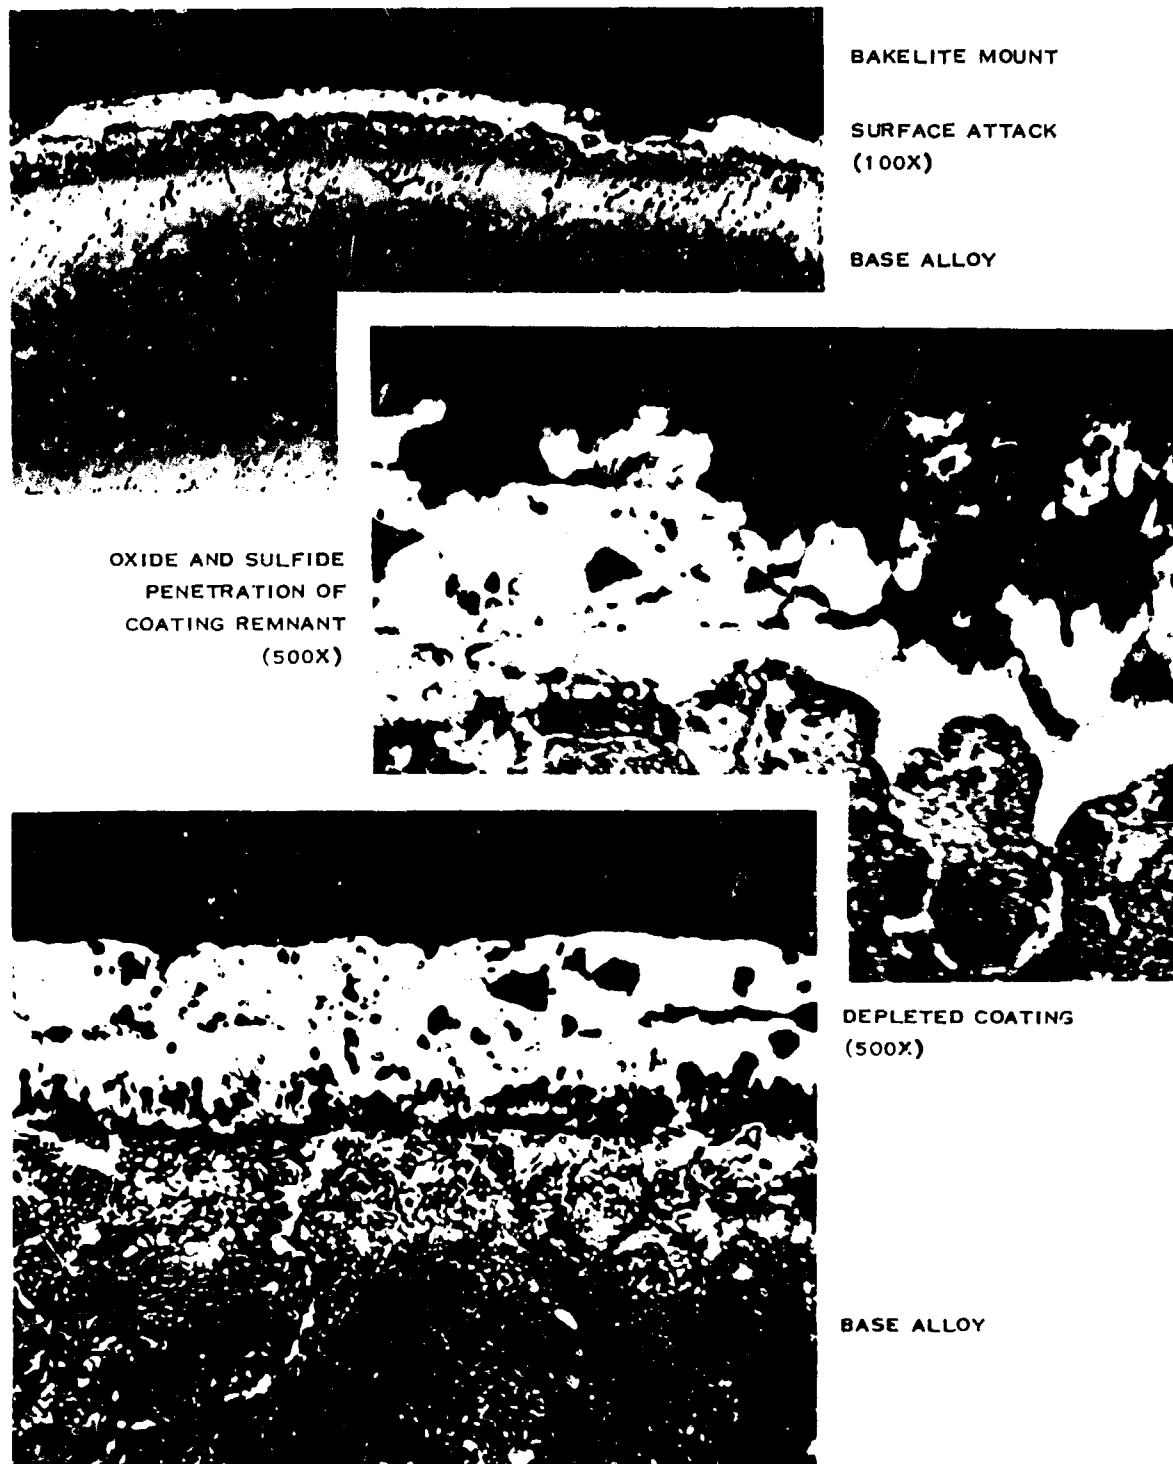 BAKELITE MOUNT
SURFACE ATTACK
(100X)
BASE ALLOY
OXIDE AND SULFIDE
PENETRATION OF
COATING REMNANT
(500X)
DEPLETED COATING
(500X)
BASE ALLOY